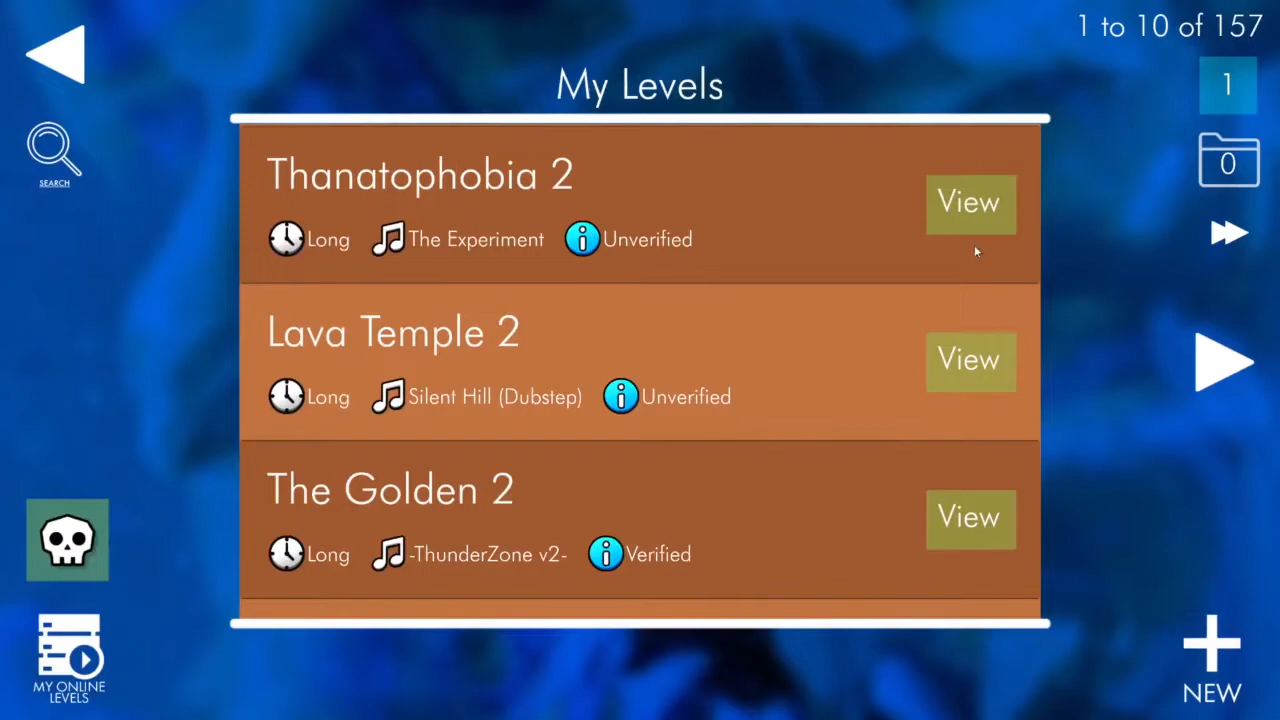 1 to 10 of 157
My Levels
1
SEARCH
0
Thanatophobia 2
View
Long The Experiment Unverified
Lava Temple 2
View
Long Silent Hill (Dubstep) Unverified
The Golden 2
View
Long -ThunderZone v2- Verified
MY ONLINE
LEVELS
NEW